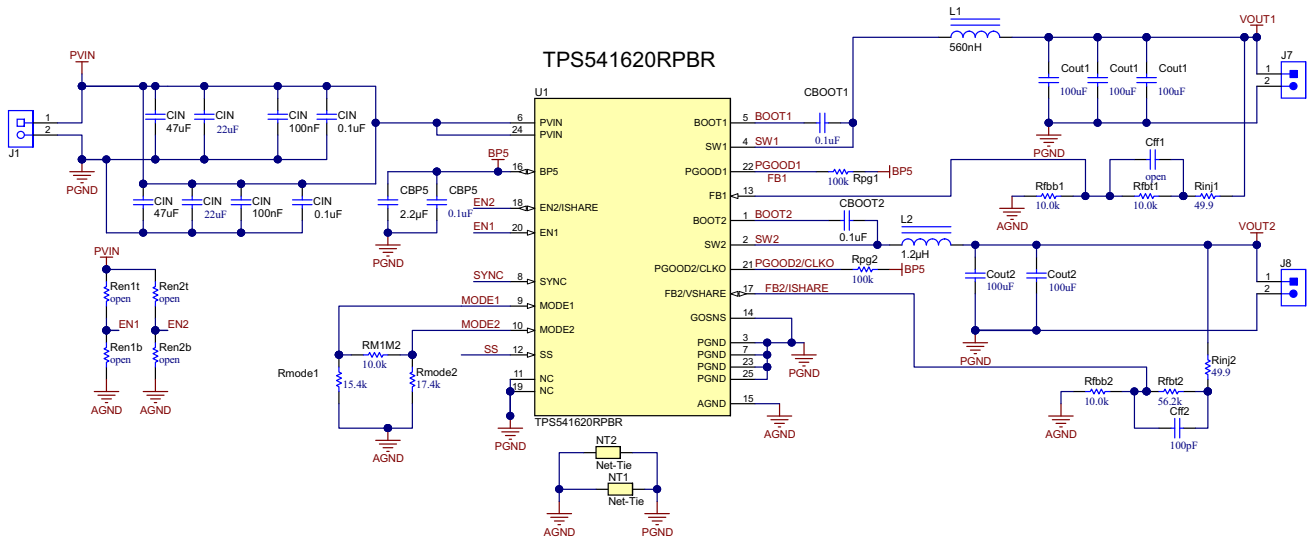 TPS541620RPBR
PVIN
J1
1
2
PGND
CIN
47uF
CIN
22uF
CIN
100nF
CIN
0.1uF
CIN
47uF
CIN
22uF
CIN
100nF
CIN
0.1uF
PVIN
Ren1t
open
Ren2t
open
EN1
EN2
Ren1b
open
Ren2b
open
AGND
AGND
BP5
CBP5
2.2µF
CBP5
0.1uF
PGND
EN2
EN1
SYNC
MODE1
MODE2
SS
RM1M2
10.0k
Rmode1
15.4k
Rmode2
17.4k
AGND
PGND
U1
6 PVIN
24 PVIN
16 BP5
18 EN2/ISHARE
20 EN1
8 SYNC
9 MODE1
10 MODE2
12 SS
11 NC
19 NC
TPS541620RPBR
BOOT1 5 BOOT1
SW1 4 SW1
PGOOD1 22 PGOOD1
FB1
FB1 13
BOOT2 1 BOOT2
SW2 2 SW2
PGOOD2/CLKO 21 PGOOD2/CLKO
FB2/VSHARE 17 FB2/ISHARE
GOSNS 14
PGND 3
PGND 7
PGND 23
PGND 25
AGND 15
PGND
AGND
CBOOT1
0.1uF
Rpg1
100k
BP5
CBOOT2
0.1uF
Rpg2
100k
BP5
L1
560nH
L2
1.2µH
Cout1
100uF
Cout1
100uF
Cout1
100uF
PGND
VOUT1
J7
1
2
Cff1
open
Rfbb1
10.0k
Rfbt1
10.0k
Rinj1
49.9
AGND
VOUT2
J8
1
2
Cout2
100uF
Cout2
100uF
PGND
Rinj2
49.9
Rfbb2
10.0k
Rfbt2
56.2k
Cff2
100pF
AGND
NT2
Net-Tie
NT1
Net-Tie
AGND
PGND